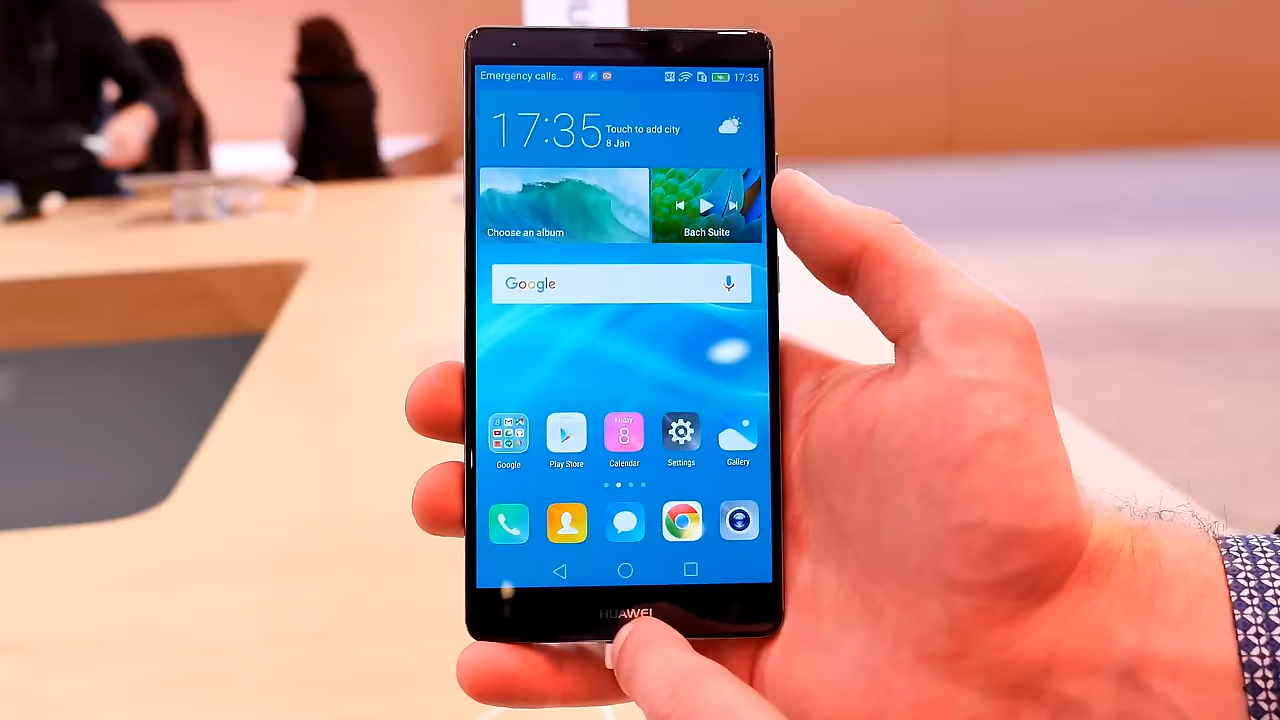 Emergency calls... 17:35
17:35 Touch to add city
8 Jan
Choose an album
Bach Suite
Google
Friday
8
Google Play Store Calendar Settings Gallery
HUAWEI